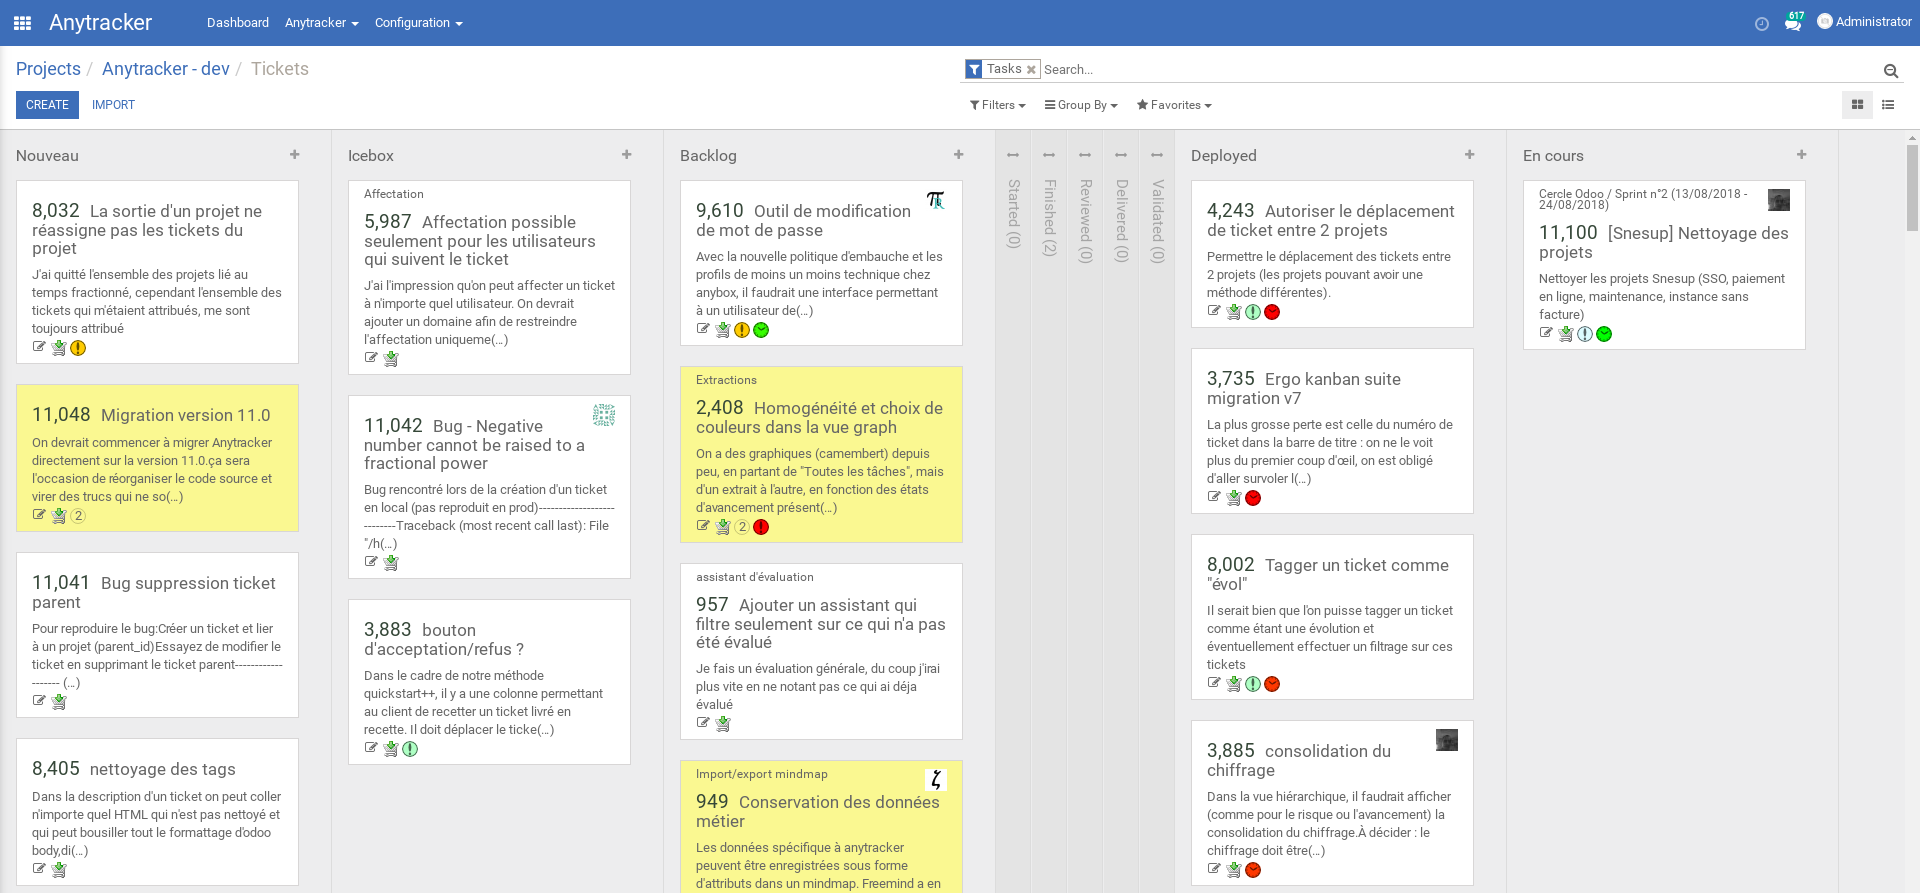 Anytracker
Dashboard Anytracker Configuration
617
Administrator
Projects / Anytracker - dev / Tickets
Tasks Search...
CREATE IMPORT
Filters Group By Favorites
Nouveau
8,032 La sortie d'un projet ne
réassigne pas les tickets du
projet
J'ai quitté l'ensemble des projets lié au
temps fractionné, cependant l'ensemble des
tickets qui m'étaient attribués, me sont
toujours attribué
11,048 Migration version 11.0
On devrait commencer à migrer Anytracker
directement sur la version 11.0.ça sera
l'occasion de réorganiser le code source et
virer des trucs qui ne so(...)
2
11,041 Bug suppression ticket
parent
Pour reproduire le bug:Créer un ticket et lier
à un projet (parent_id)Essayez de modifier le
ticket en supprimant le ticket parent------------
------- (...)
8,405 nettoyage des tags
Dans la description d'un ticket on peut coller
n'importe quel HTML qui n'est pas nettoyé et
qui peut bousiller tout le formattage d'odoo
body,di(...)
Icebox
Affectation
5,987 Affectation possible
seulement pour les utilisateurs
qui suivent le ticket
J'ai l'impression qu'on peut affecter un ticket
à n'importe quel utilisateur. On devrait
ajouter un domaine afin de restreindre
l'affectation uniqueme(...)
11,042 Bug - Negative
number cannot be raised to a
fractional power
Bug rencontré lors de la création d'un ticket
en local (pas reproduit en prod)-------------------
--------Traceback (most recent call last): File
"/h(...)
3,883 bouton
d'acceptation/refus ?
Dans le cadre de notre méthode
quickstart++, il y a une colonne permettant
au client de recetter un ticket livré en
recette. Il doit déplacer le ticke(...)
Backlog
9,610 Outil de modification
de mot de passe
Avec la nouvelle politique d'embauche et les
profils de moins un moins technique chez
anybox, il faudrait une interface permettant
à un utilisateur de(...)
Extractions
2,408 Homogénéité et choix de
couleurs dans la vue graph
On a des graphiques (camembert) depuis
peu, en partant de "Toutes les tâches", mais
d'un extrait à l'autre, en fonction des états
d'avancement présent(...)
2
assistant d'évaluation
957 Ajouter un assistant qui
filtre seulement sur ce qui n'a pas
été évalué
Je fais un évaluation générale, du coup j'irai
plus vite en ne notant pas ce qui ai déja
évalué
Import/export mindmap
949 Conservation des données
métier
Les données spécifique à anytracker
peuvent être enregistrées sous forme
d'attributs dans un mindmap. Freemind a en
Started (0)
Finished (2)
Reviewed (0)
Delivered (0)
Validated (0)
Deployed
4,243 Autoriser le déplacement
de ticket entre 2 projets
Permettre le déplacement des tickets entre
2 projets (les projets pouvant avoir une
méthode différentes).
3,735 Ergo kanban suite
migration v7
La plus grosse perte est celle du numéro de
ticket dans la barre de titre : on ne le voit
plus du premier coup d'œil, on est obligé
d'aller survoler l(...)
8,002 Tagger un ticket comme
"évol"
Il serait bien que l'on puisse tagger un ticket
comme étant une évolution et
éventuellement effectuer un filtrage sur ces
tickets
3,885 consolidation du
chiffrage
Dans la vue hiérarchique, il faudrait afficher
(comme pour le risque ou l'avancement) la
consolidation du chiffrage.À décider : le
chiffrage doit être(...)
En cours
Cercle Odoo / Sprint n°2 (13/08/2018 -
24/08/2018)
11,100 [Snesup] Nettoyage des
projets
Nettoyer les projets Snesup (SSO, paiement
en ligne, maintenance, instance sans
facture)